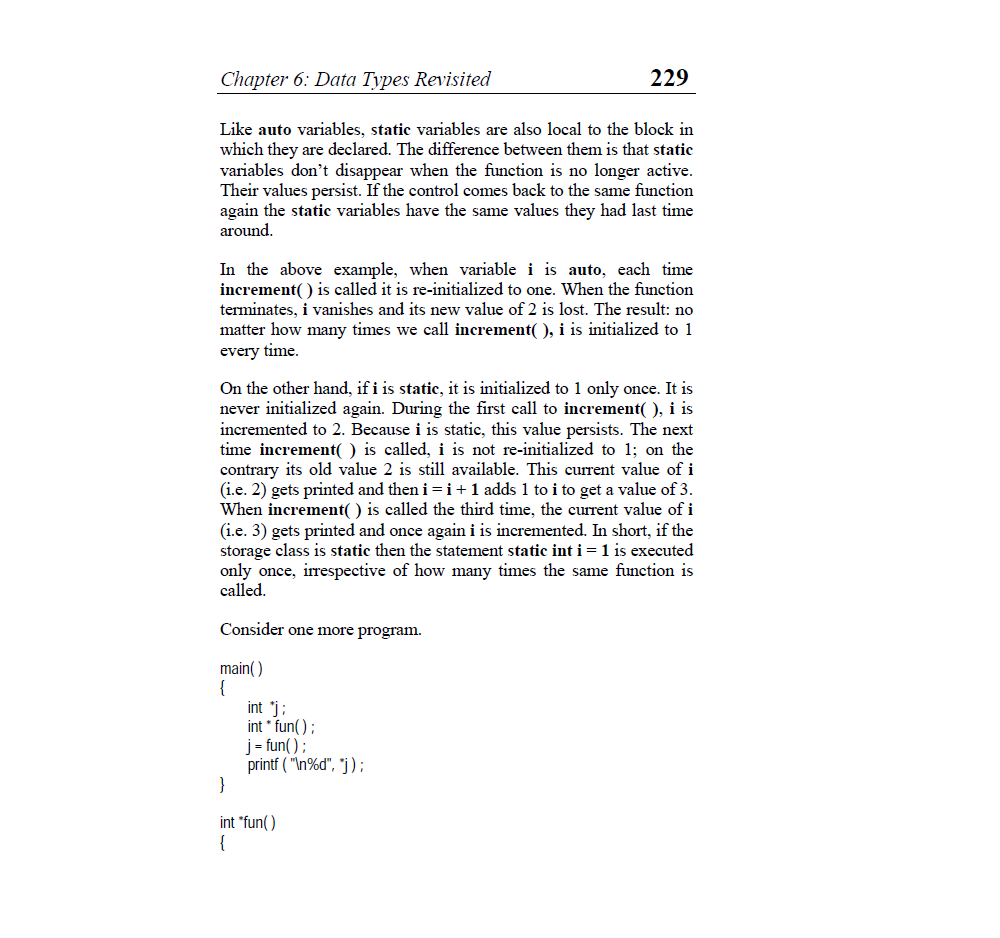 Chapter 6: Data Types Revisited 229
Like auto variables, static variables are also local to the block in
which they are declared. The difference between them is that static
variables don’t disappear when the function is no longer active.
Their values persist. If the control comes back to the same function
again the static variables have the same values they had last time
around.
In the above example, when variable i is auto, each time
increment( ) is called it is re-initialized to one. When the function
terminates, i vanishes and its new value of 2 is lost. The result: no
matter how many times we call increment( ), i is initialized to 1
every time.
On the other hand, if i is static, it is initialized to 1 only once. It is
never initialized again. During the first call to increment( ), i is
incremented to 2. Because i is static, this value persists. The next
time increment( ) is called, i is not re-initialized to 1; on the
contrary its old value 2 is still available. This current value of i
(i.e. 2) gets printed and then i = i + 1 adds 1 to i to get a value of 3.
When increment( ) is called the third time, the current value of i
(i.e. 3) gets printed and once again i is incremented. In short, if the
storage class is static then the statement static int i = 1 is executed
only once, irrespective of how many times the same function is
called.
Consider one more program.
main( )
{
int *j ;
int * fun( ) ;
j = fun( ) ;
printf ( "\n%d", *j ) ;
}
int *fun( )
{